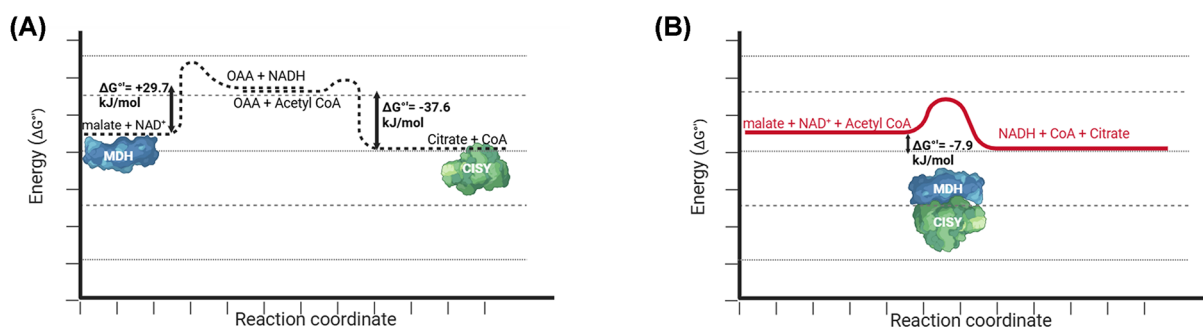 (A)
Energy (ΔG°')
ΔG°'= +29.7
kJ/mol
malate + NAD⁺
MDH
OAA + NADH
OAA + Acetyl CoA
ΔG°'= -37.6
kJ/mol
Citrate + CoA
CISY
Reaction coordinate
(B)
Energy (ΔG°')
malate + NAD⁺ + Acetyl CoA
NADH + CoA + Citrate
ΔG°'= -7.9
kJ/mol
MDH
CISY
Reaction coordinate